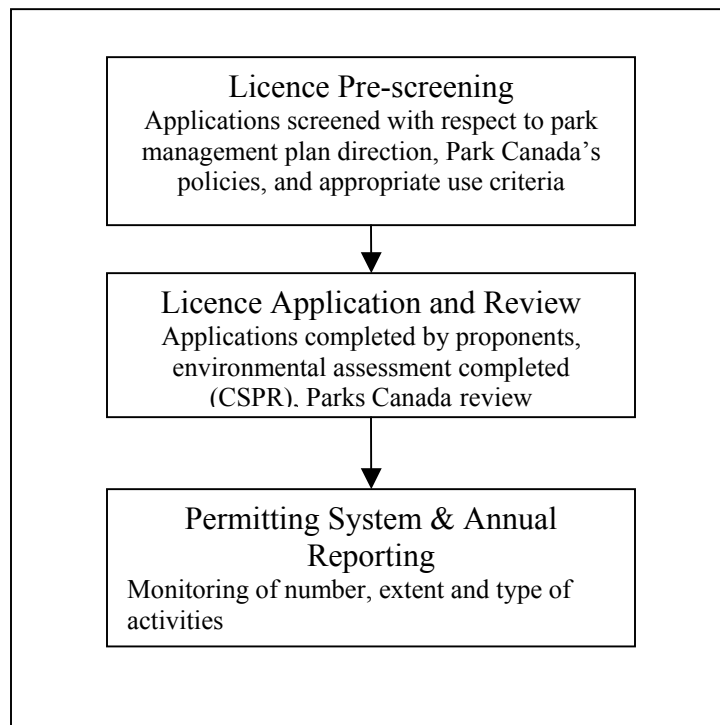 Licence Pre-screening
Applications screened with respect to park
management plan direction, Park Canada’s
policies, and appropriate use criteria
Licence Application and Review
Applications completed by proponents,
environmental assessment completed
(CSPR), Parks Canada review
Permitting System & Annual
Reporting
Monitoring of number, extent and type of
activities